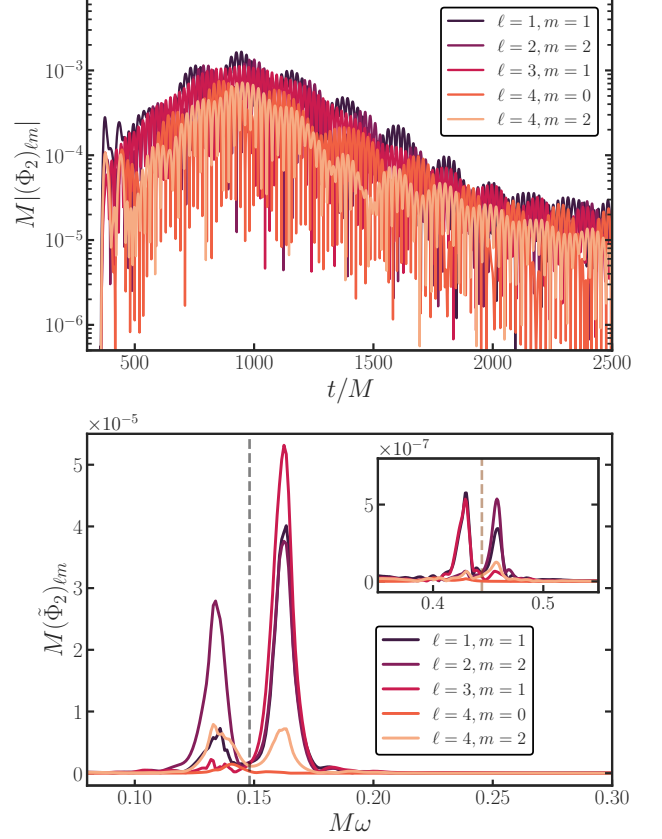 ℓ = 1, m = 1
ℓ = 2, m = 2
ℓ = 3, m = 1
ℓ = 4, m = 0
ℓ = 4, m = 2
10⁻³
10⁻⁴
10⁻⁵
10⁻⁶
M|(Φ₂)ℓm|
500 1000 1500 2000 2500
t/M
×10⁻⁵
5
4
3
2
1
0
M(Φ̃₂)ℓm
×10⁻⁷
5
0
0.4 0.5
ℓ = 1, m = 1
ℓ = 2, m = 2
ℓ = 3, m = 1
ℓ = 4, m = 0
ℓ = 4, m = 2
0.10 0.15 0.20 0.25 0.30
Mω